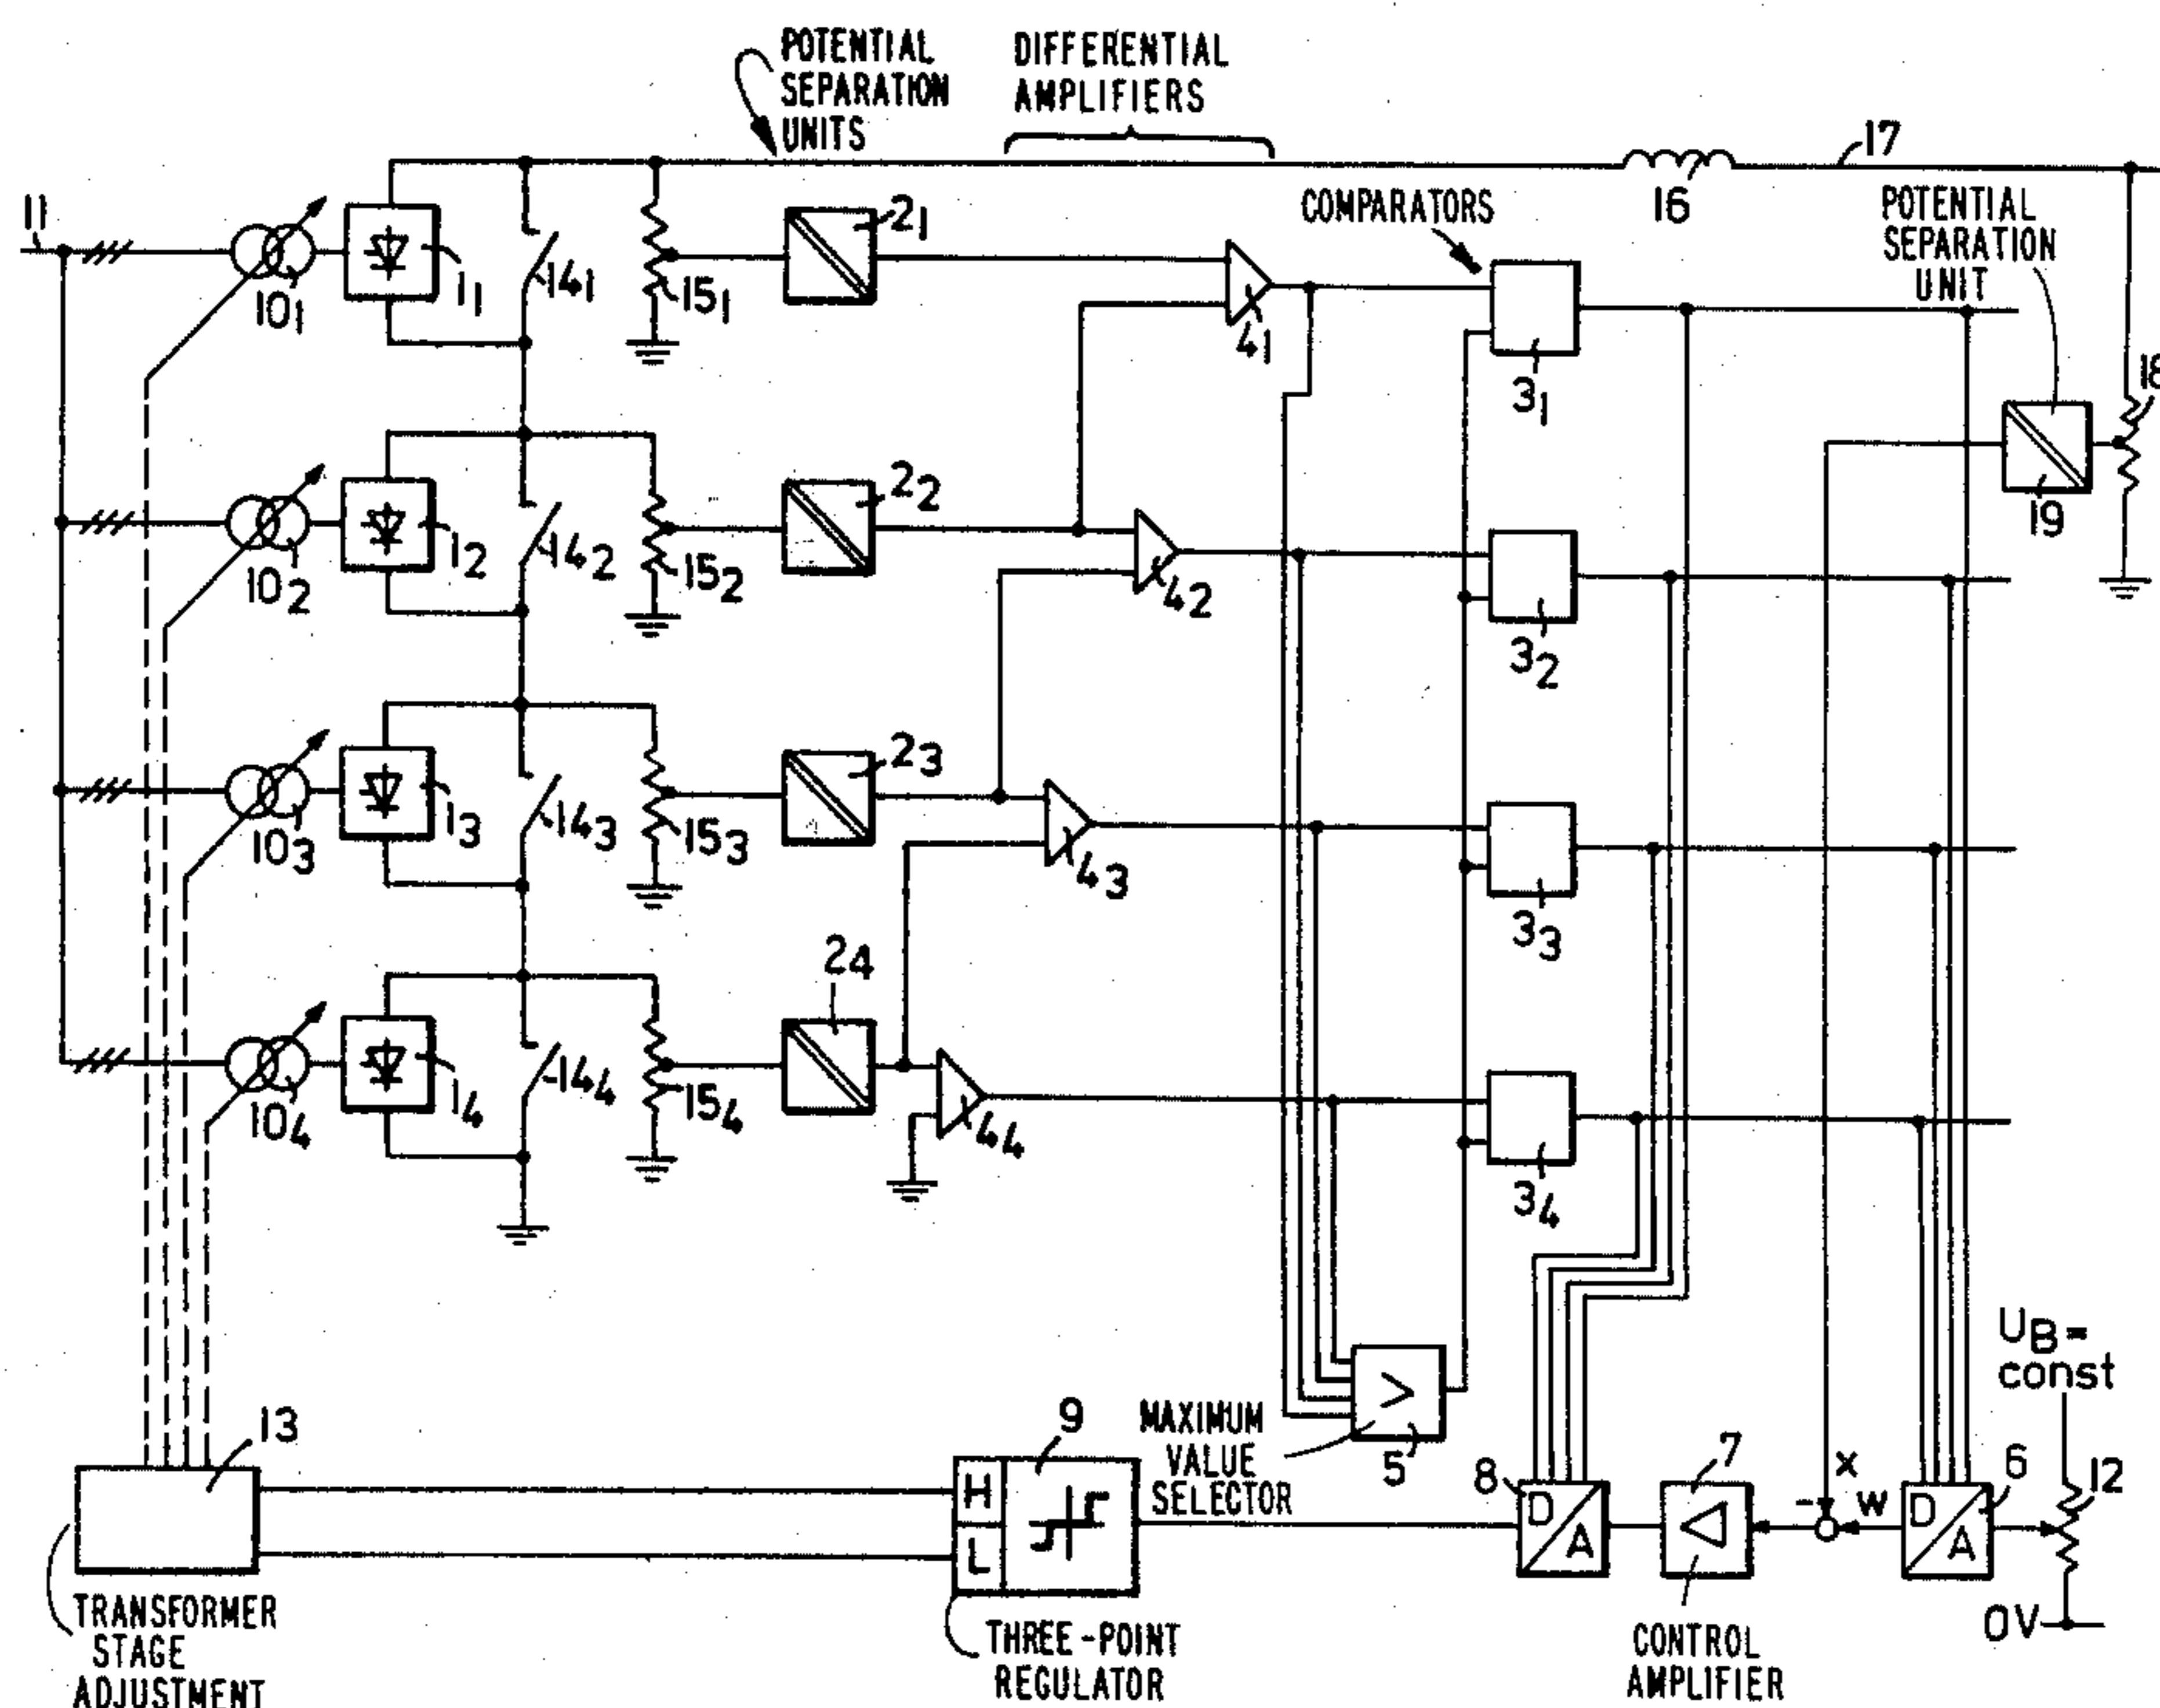 POTENTIAL
SEPARATION
UNITS
DIFFERENTIAL
AMPLIFIERS
17
16
COMPARATORS
POTENTIAL
SEPARATION
UNIT
11
10₁
1₁
14₁
15₁
2₁
4₁
3₁
18
19
10₂
1₂
14₂
15₂
2₂
4₂
3₂
10₃
1₃
14₃
15₃
2₃
4₃
3₃
10₄
1₄
14₄
15₄
2₄
4₄
3₄
U_B =
const
13
9
H
L
MAXIMUM
VALUE
SELECTOR
>
5
8
D
A
7
-
x
w
6
D
A
12
0V
TRANSFORMER
STAGE
ADJUSTMENT
THREE-POINT
REGULATOR
CONTROL
AMPLIFIER